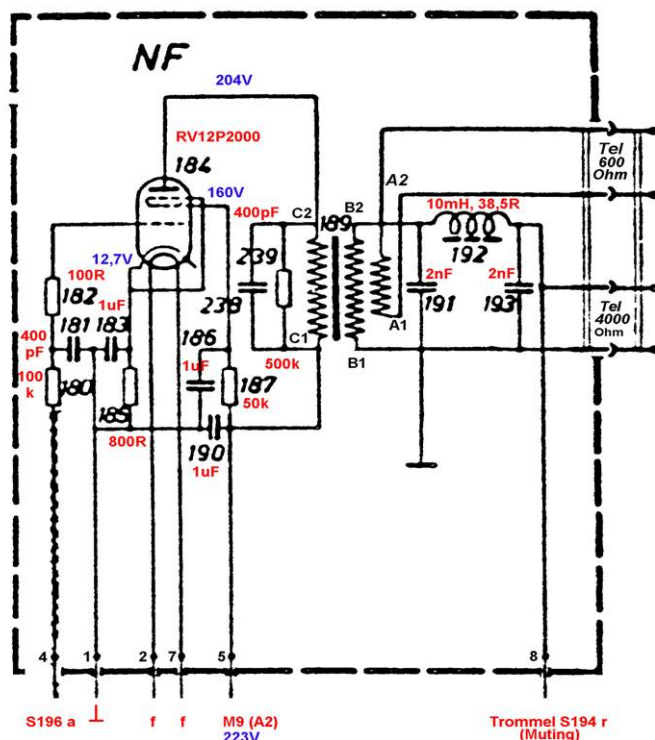 NF
204V
RV12P2000
184
160V
400pF
C2
189
B2
A2
Tel
600
Ohm
10mH, 38,5R
192
12,7V
239
238
100R
182
1uF
181
183
400
pF
186
1uF
2nF
191
2nF
193
A1
Tel
4000
Ohm
C1
B1
100
k
180
185
800R
187
50k
500k
190
1uF
4
1
2
7
5
8
S196 a
f
f
M9 (A2)
223V
Trommel S194 r
(Muting)